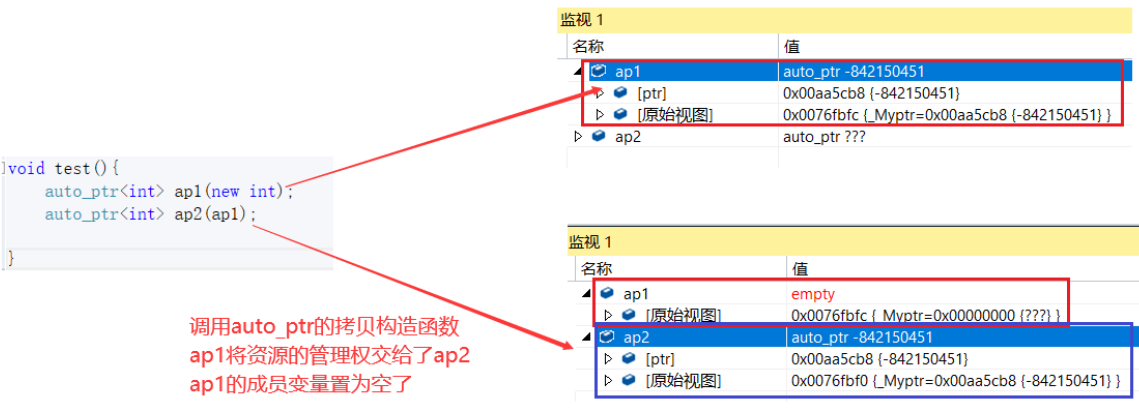 void test(){
auto_ptr<int> ap1(new int);
auto_ptr<int> ap2(ap1);
}
调用auto_ptr的拷贝构造函数
ap1将资源的管理权交给了ap2
ap1的成员变量置为空了
监视 1
名称 值
ap1 auto_ptr -842150451
[ptr] 0x00aa5cb8 {-842150451}
[原始视图] 0x0076fbfc {_Myptr=0x00aa5cb8 {-842150451} }
ap2 auto_ptr ???
监视 1
名称 值
ap1 empty
[原始视图] 0x0076fbfc {_Myptr=0x00000000 {???} }
ap2 auto_ptr -842150451
[ptr] 0x00aa5cb8 {-842150451}
[原始视图] 0x0076fbf0 {_Myptr=0x00aa5cb8 {-842150451} }